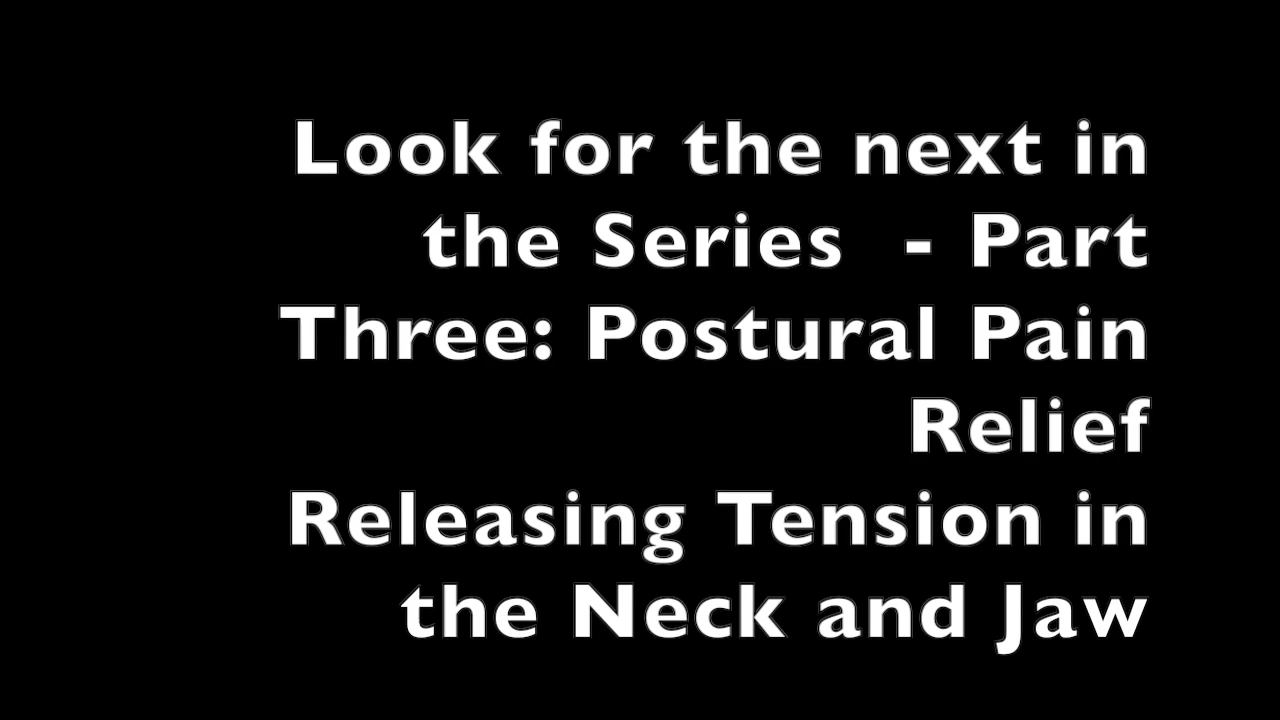 Look for the next in
the Series  - Part
Three: Postural Pain
Relief
Releasing Tension in
the Neck and Jaw